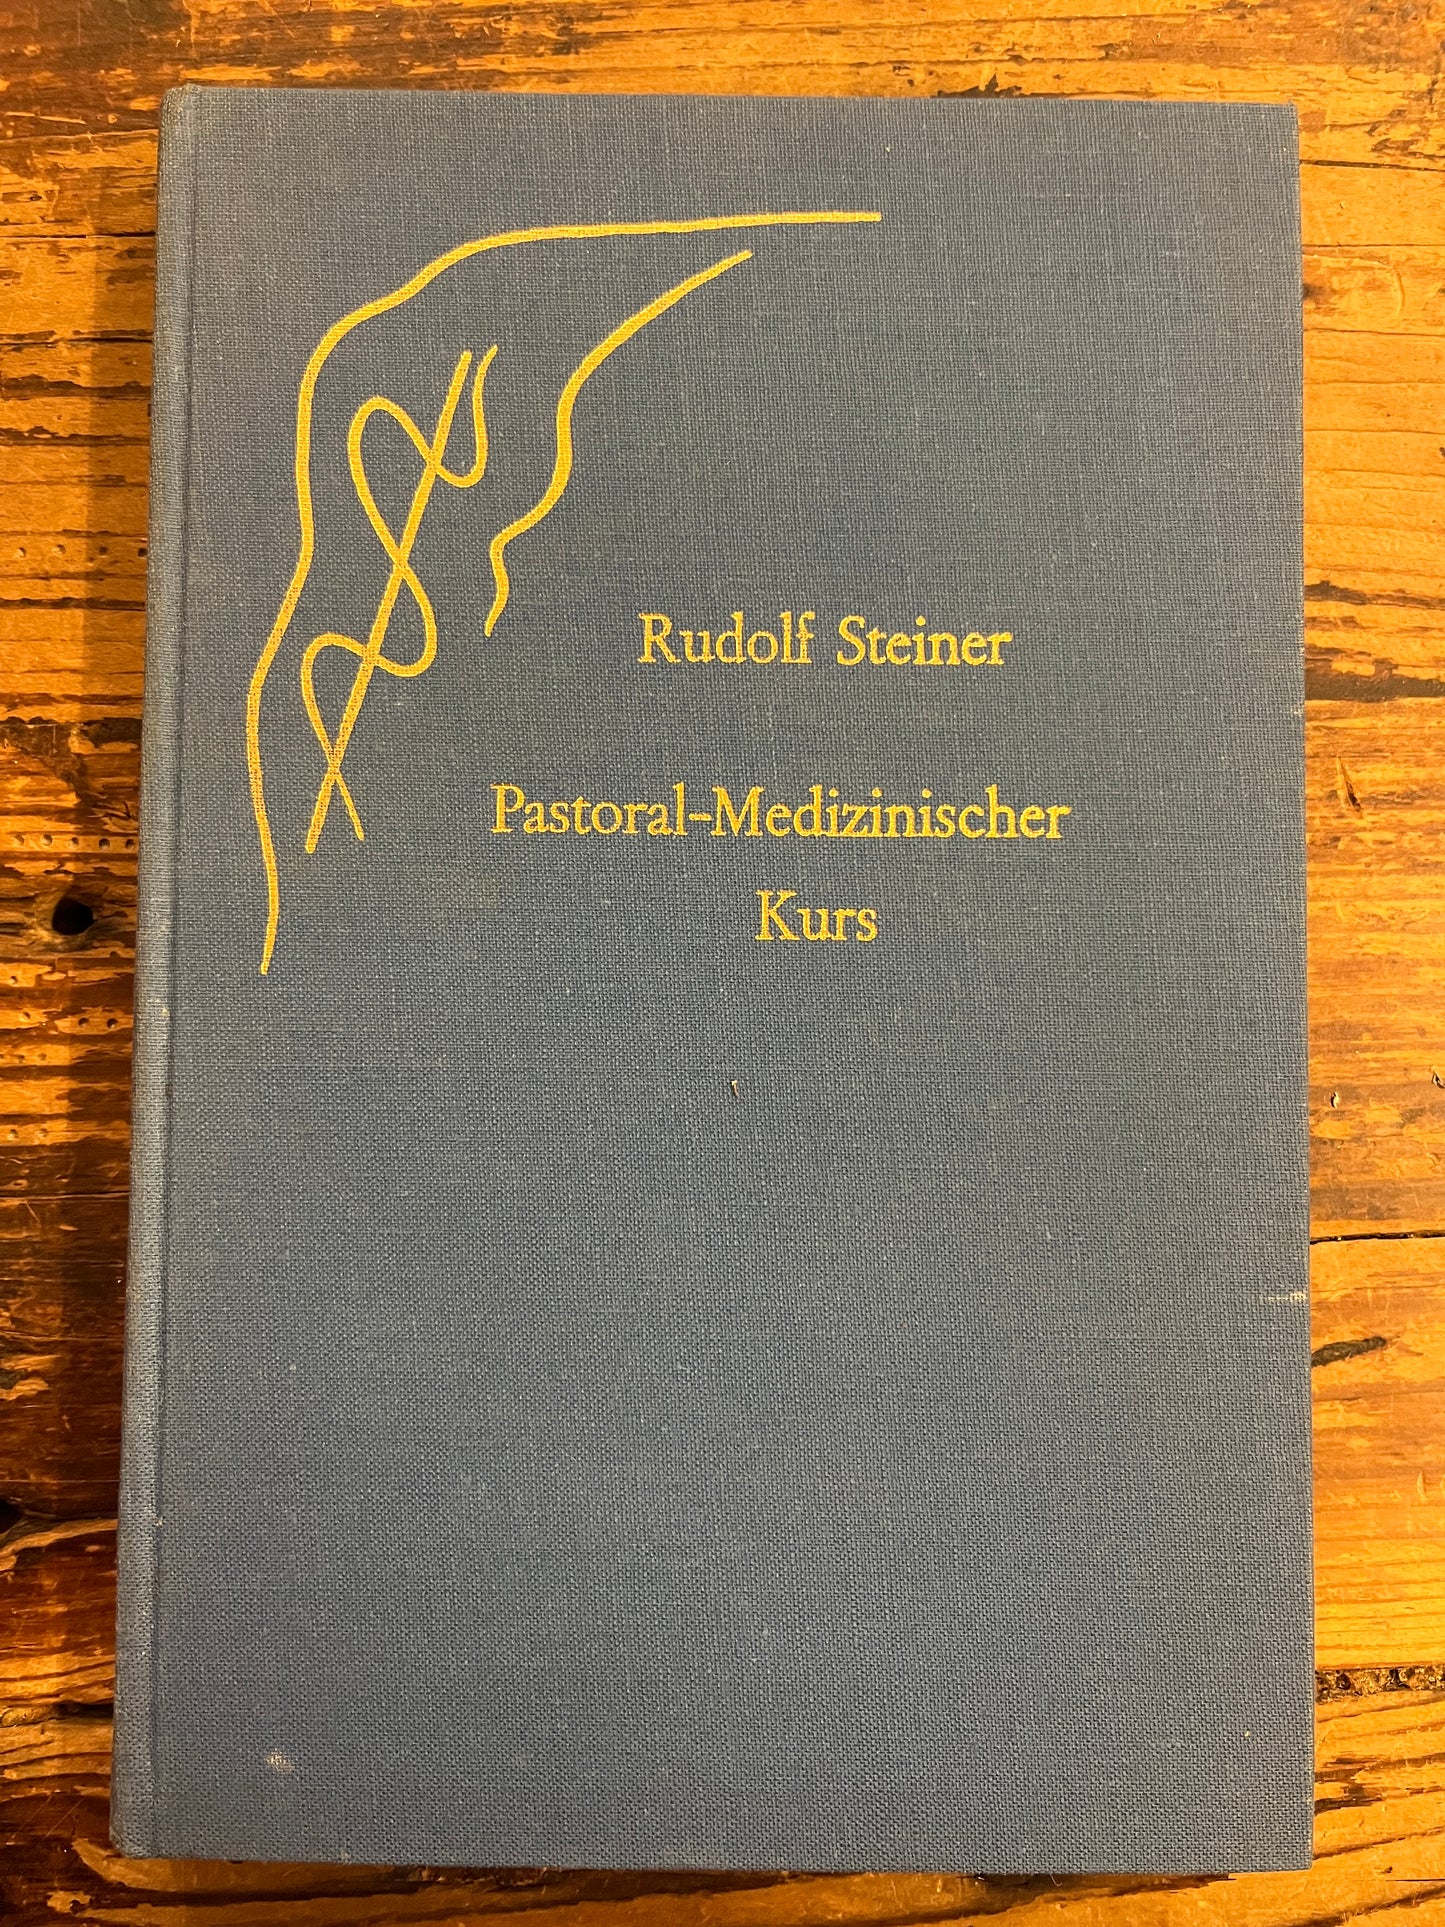 Rudolf Steiner
Pastoral-Medizinischer
Kurs